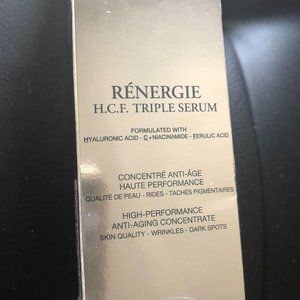 RÉNERGIE
H.C.F. TRIPLE SERUM
FORMULATED WITH
HYALURONIC ACID - C+NIACINAMIDE - FERULIC ACID
CONCENTRÉ ANTI-ÂGE
HAUTE PERFORMANCE
QUALITÉ DE PEAU - RIDES - TACHES PIGMENTAIRES
HIGH-PERFORMANCE
ANTI-AGING CONCENTRATE
SKIN QUALITY - WRINKLES - DARK SPOTS